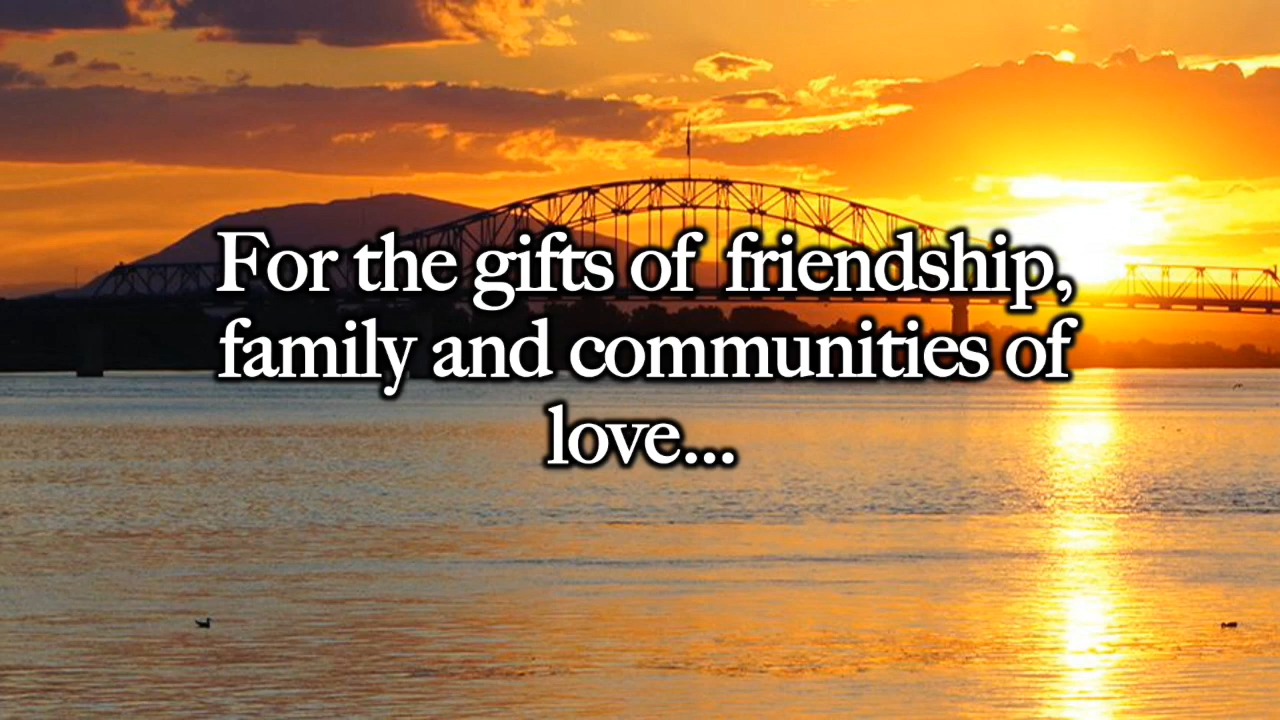 For the gifts of friendship,
family and communities of
love...